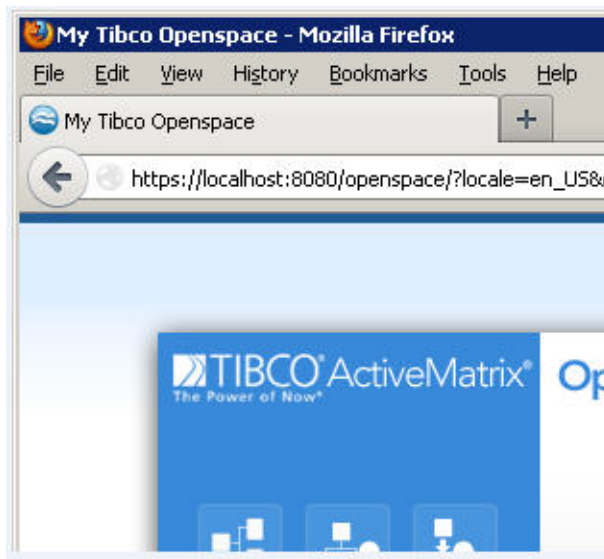 My Tibco Openspace - Mozilla Firefox
File Edit View History Bookmarks Tools Help
My Tibco Openspace +
https://localhost:8080/openspace/?locale=en_US&
TIBCO® ActiveMatrix® Op
The Power of Now®